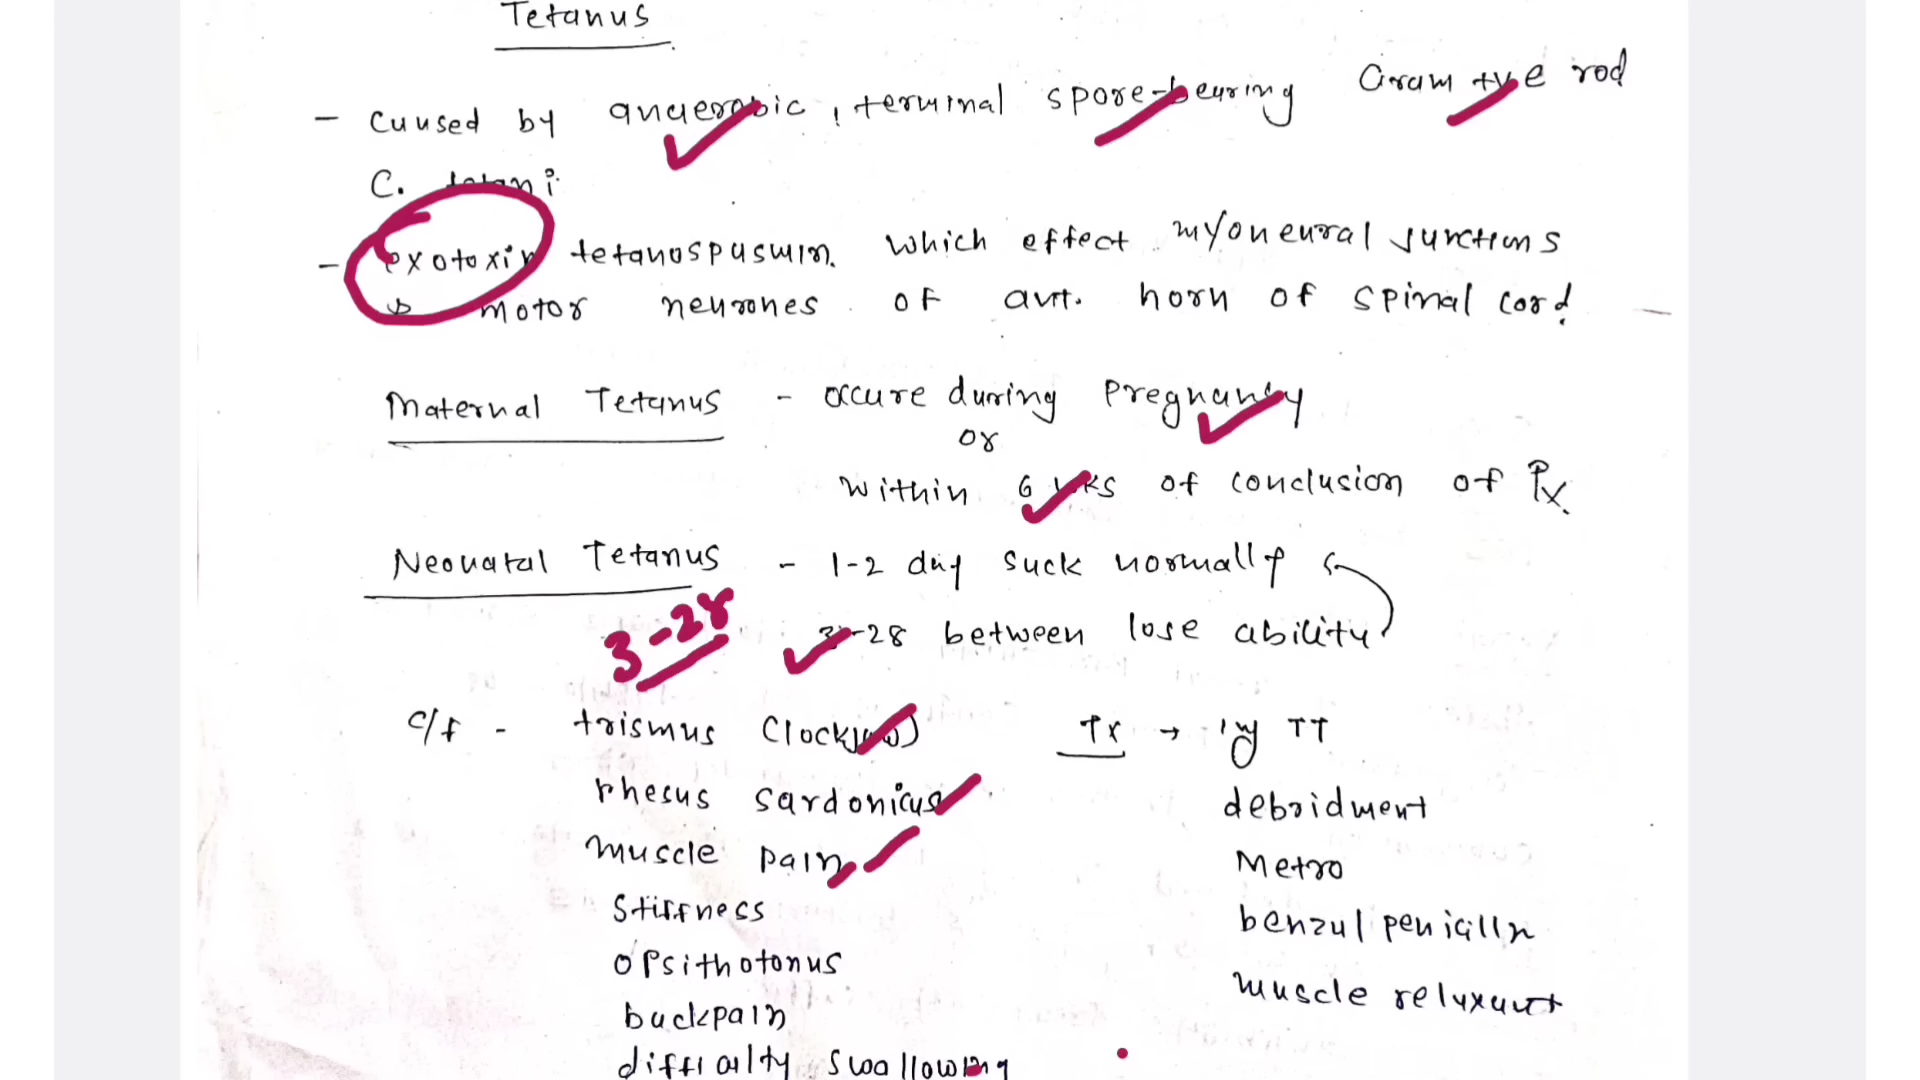 Tetanus
- Caused by anaerobic, terminal spore-bearing Gram +ve rod
C. tetani
- exotoxin tetanospasmin which effect myoneural junctions
& motor neurones of ant. horn of spinal cord
Maternal Tetanus - occure during Pregnancy
or
within 6 wks of conclusion of Px.
Neonatal Tetanus - 1-2 day suck normally
3-28
3-28 between lose ability
C/f - trismus (lockjaw)
rhesus sardonicus
muscle pain
Stiffness
opsithotonus
backpain
difficulty swallowing
Tx → Ig TT
debridment
Metro
benzul penicilln
muscle relaxant